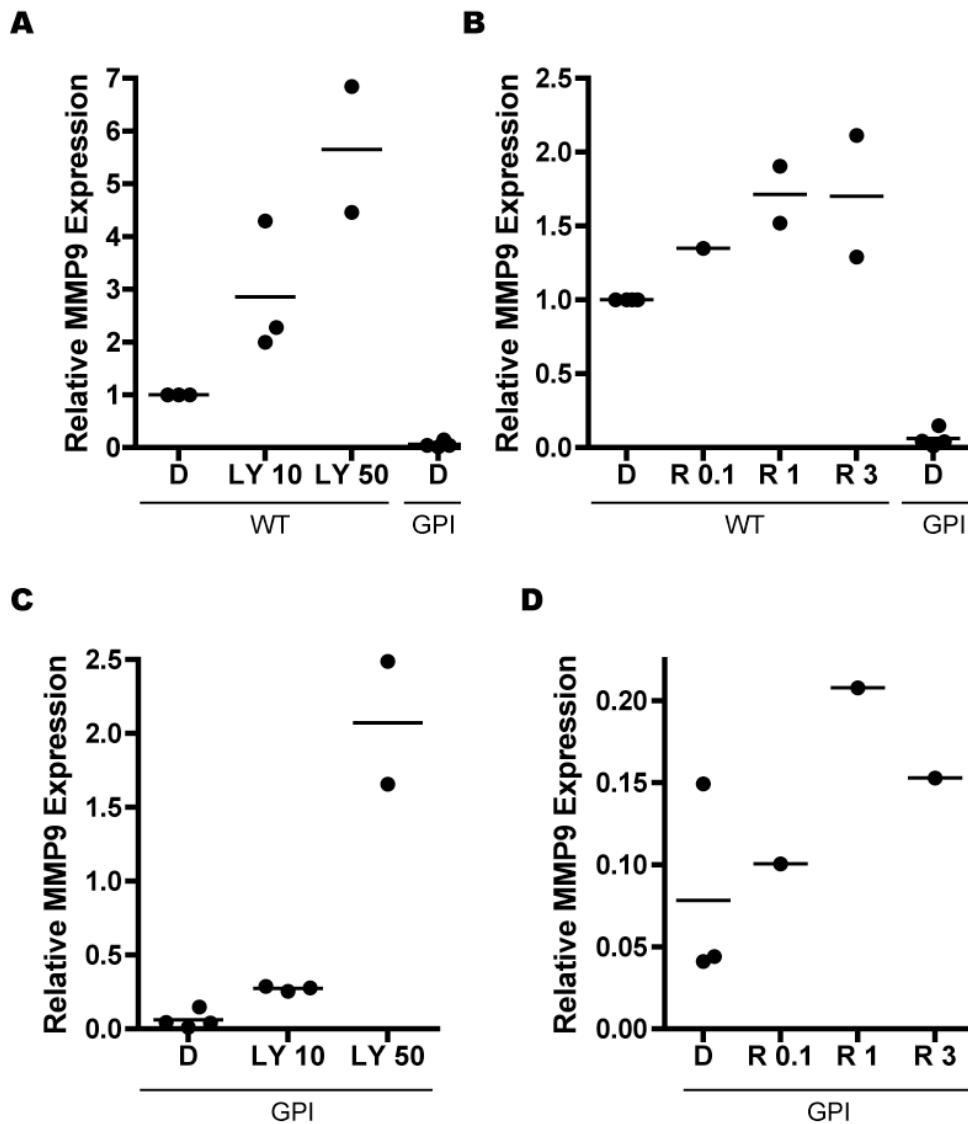 A
Relative MMP9 Expression
7
6
5
4
3
2
1
0
D LY 10 LY 50 D
WT GPI
B
Relative MMP9 Expression
2.5
2.0
1.5
1.0
0.5
0.0
D R 0.1 R 1 R 3 D
WT GPI
C
Relative MMP9 Expression
2.5
2.0
1.5
1.0
0.5
0.0
D LY 10 LY 50
GPI
D
Relative MMP9 Expression
0.20
0.15
0.10
0.05
0.00
D R 0.1 R 1 R 3
GPI